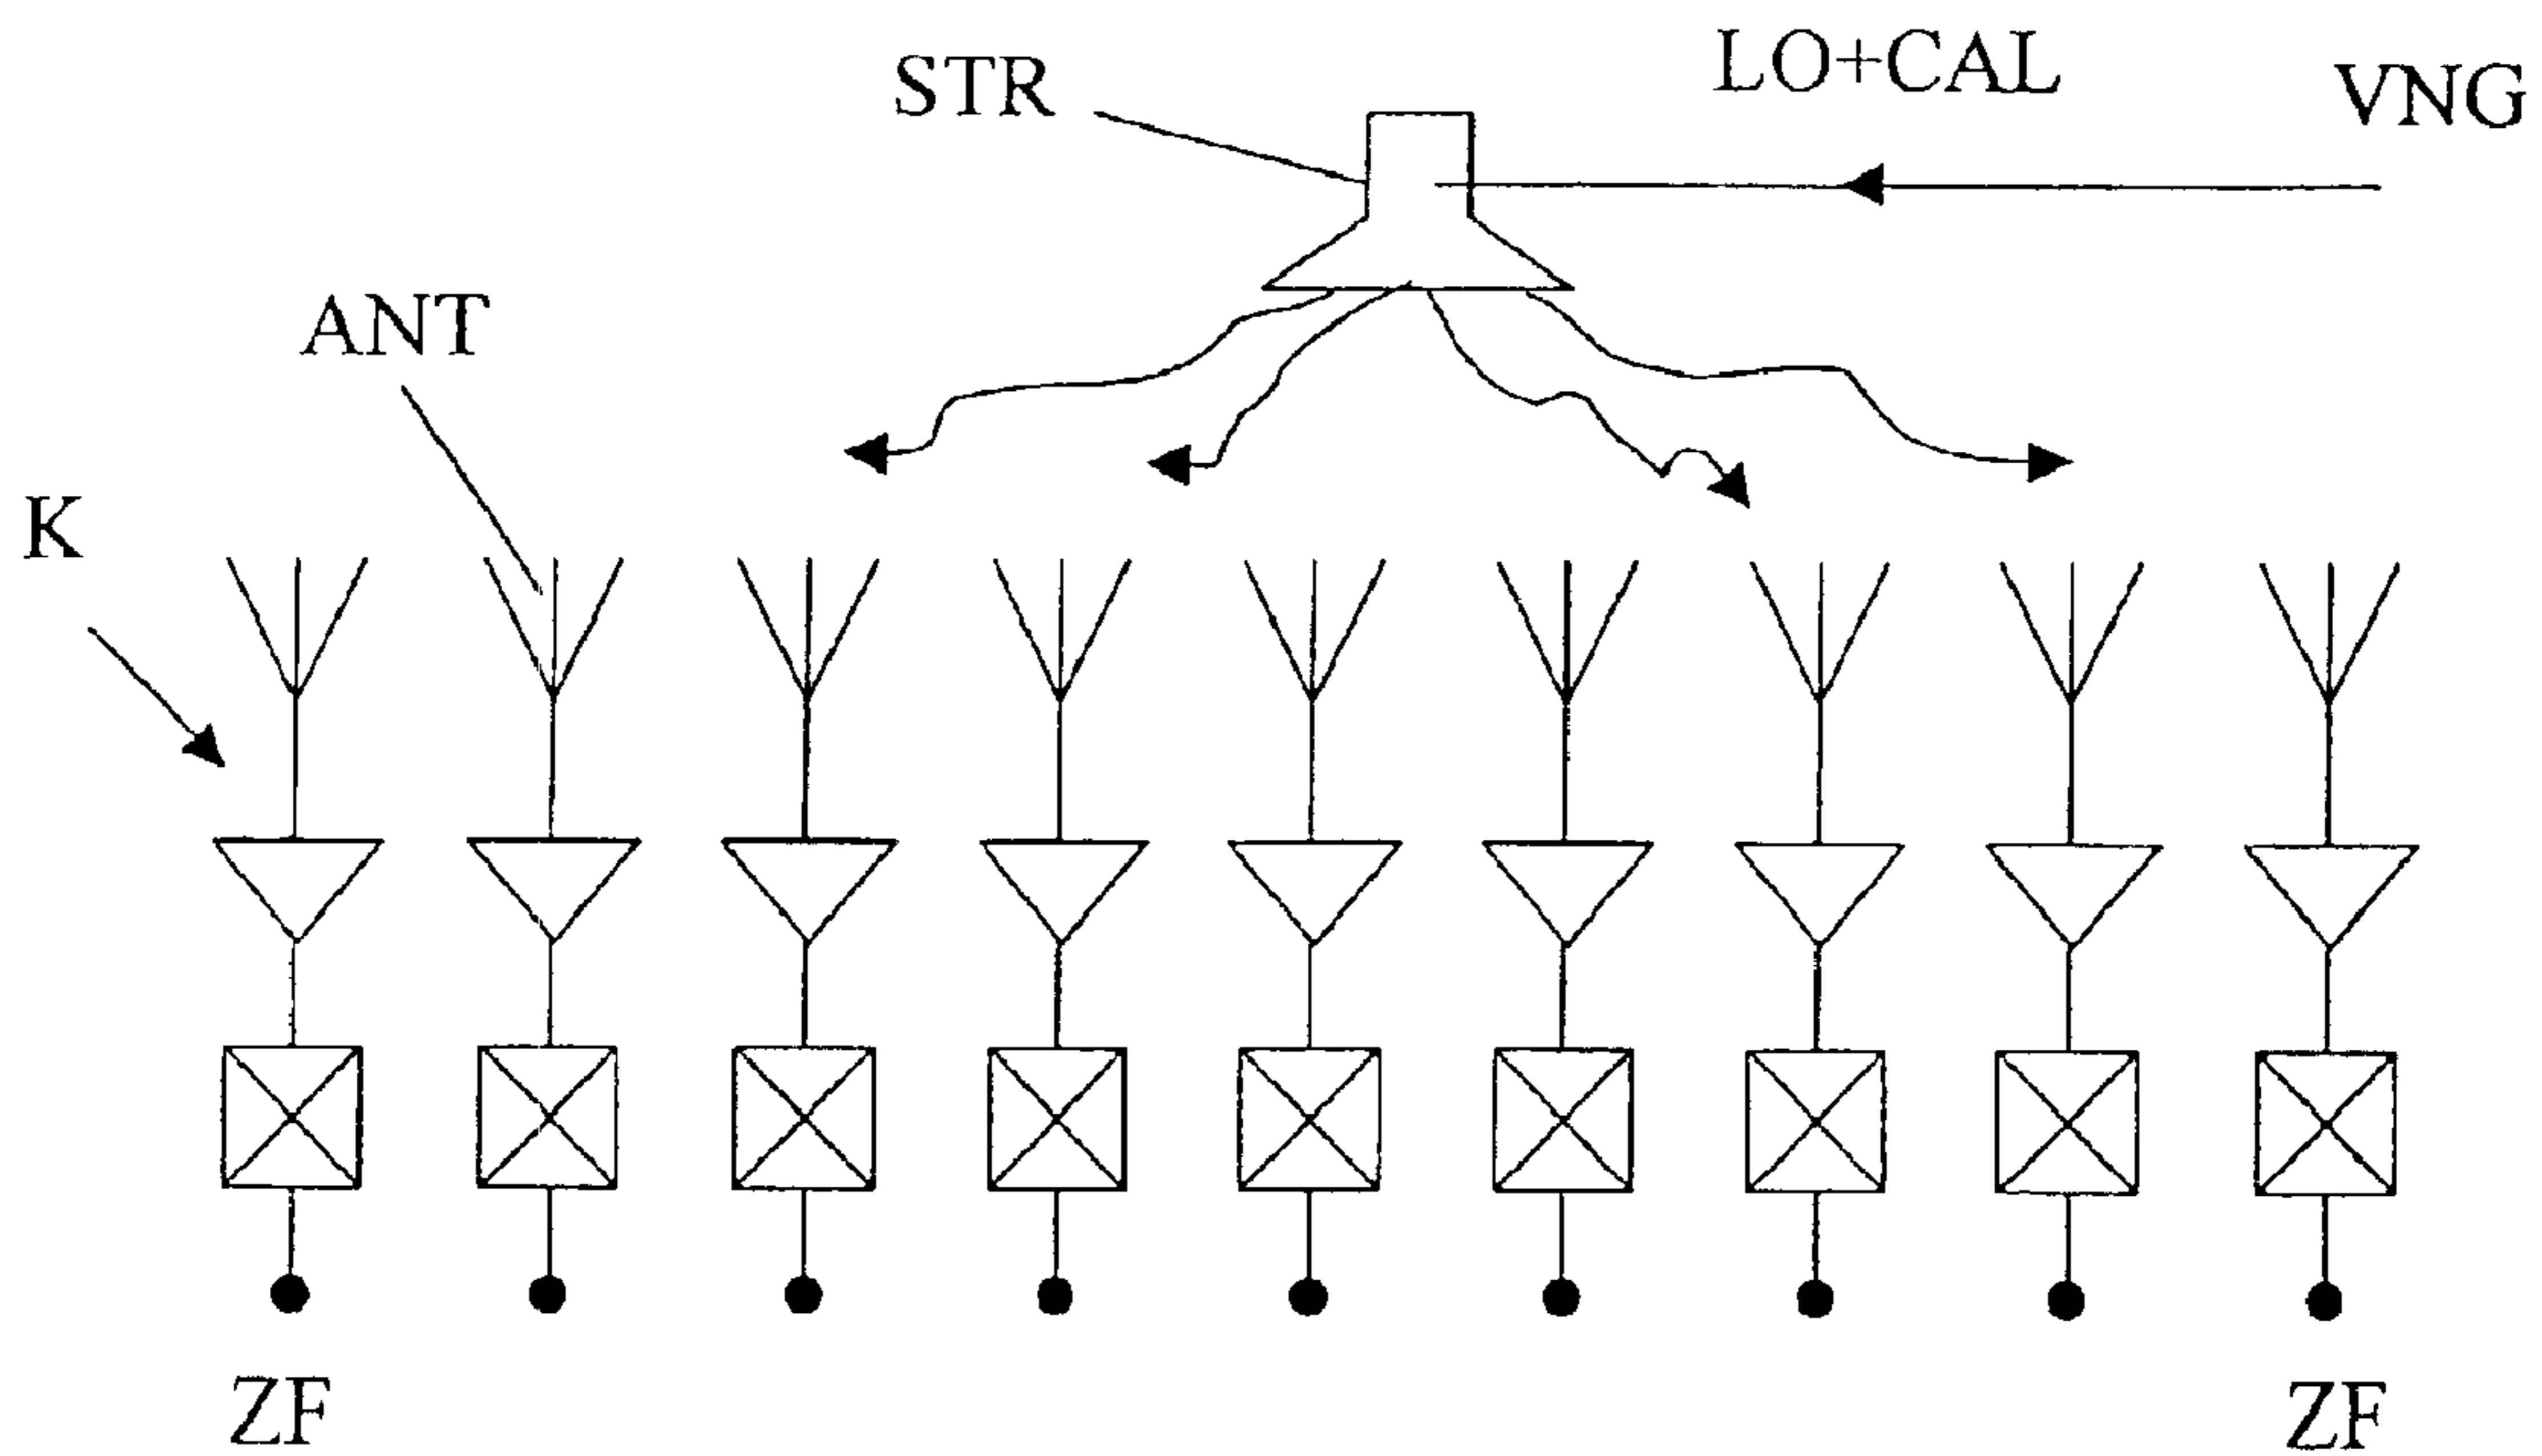 LO+CAL
STR
VNG
ANT
K
ZF
ZF